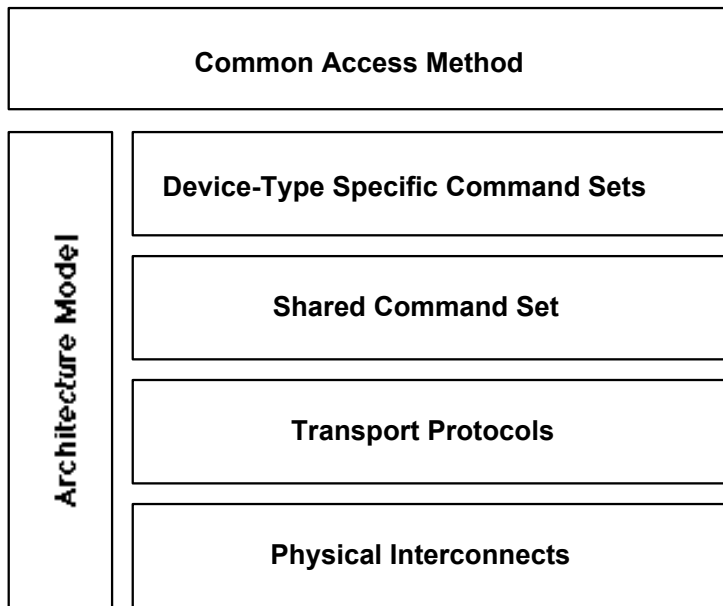 Common Access Method
Architecture Model
Device-Type Specific Command Sets
Shared Command Set
Transport Protocols
Physical Interconnects